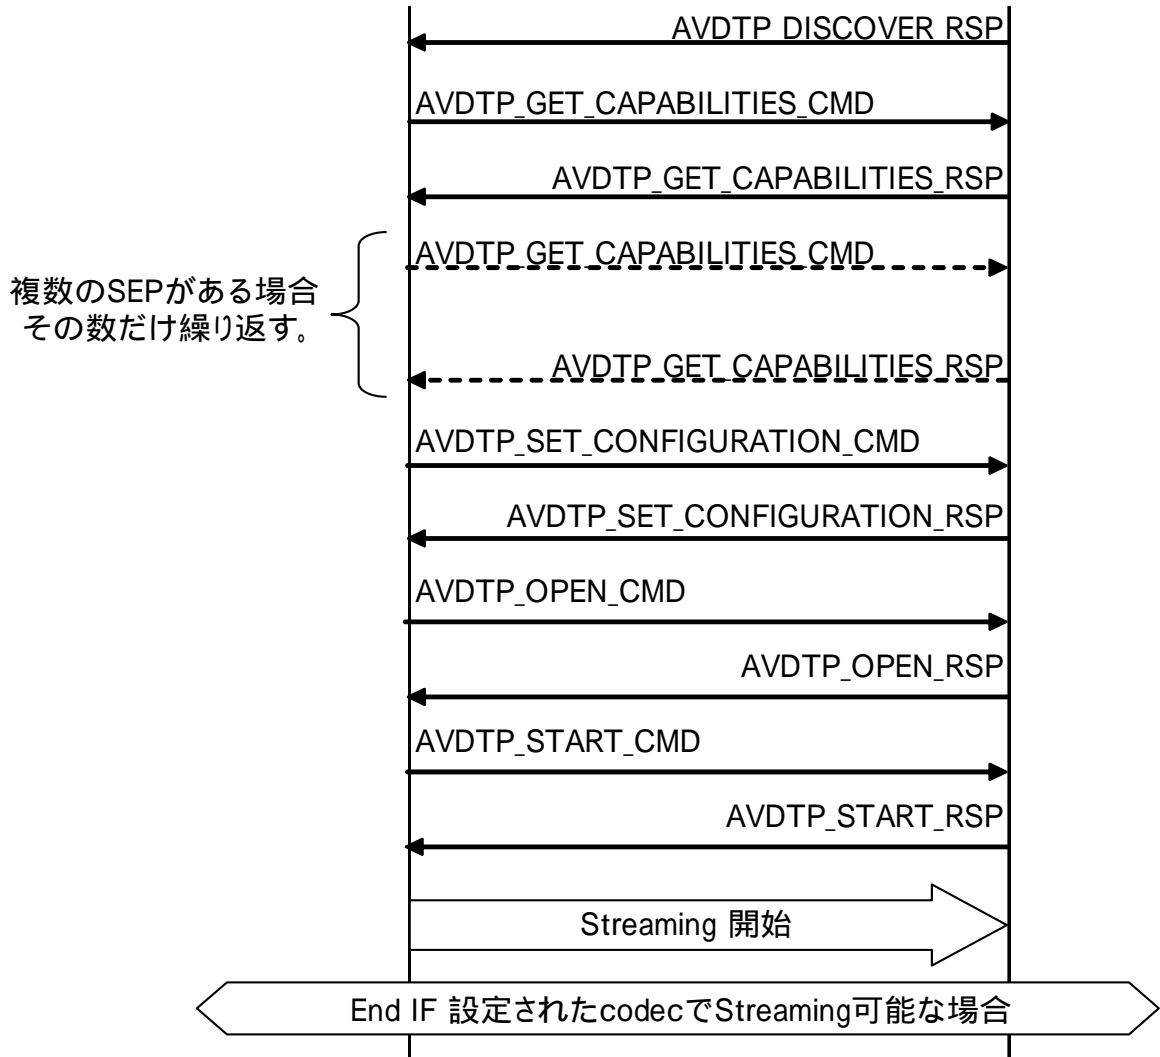 AVDTP_DISCOVER_RSP
AVDTP_GET_CAPABILITIES_CMD
AVDTP_GET_CAPABILITIES_RSP
AVDTP_GET_CAPABILITIES_CMD
複数のSEPがある場合
その数だけ繰り返す。
AVDTP_GET_CAPABILITIES_RSP
AVDTP_SET_CONFIGURATION_CMD
AVDTP_SET_CONFIGURATION_RSP
AVDTP_OPEN_CMD
AVDTP_OPEN_RSP
AVDTP_START_CMD
AVDTP_START_RSP
Streaming 開始
End IF 設定されたcodecでStreaming可能な場合